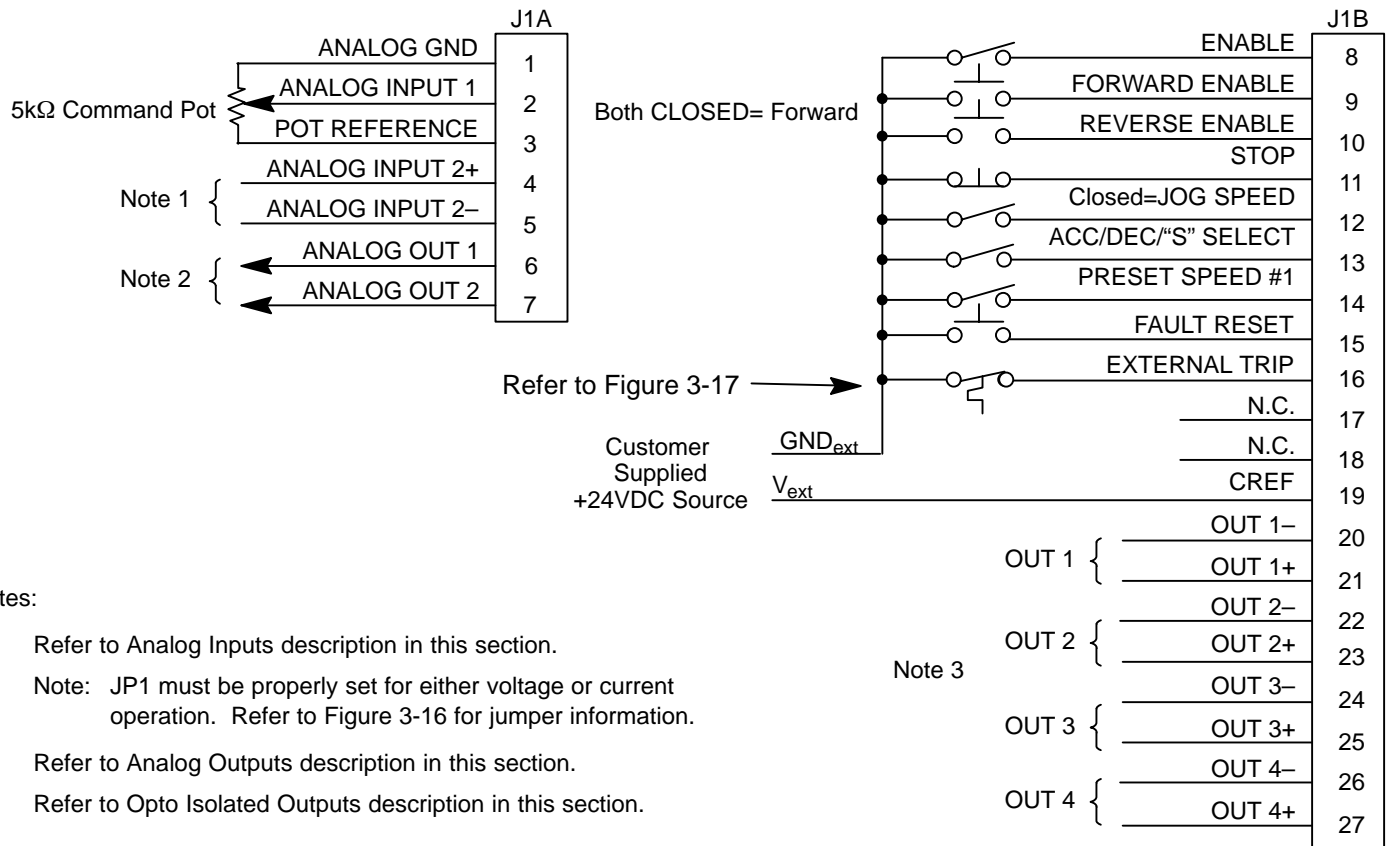 J1A
ANALOG GND
1
5kΩ Command Pot
ANALOG INPUT 1
2
POT REFERENCE
3
Note 1
ANALOG INPUT 2+
4
ANALOG INPUT 2–
5
Note 2
ANALOG OUT 1
6
ANALOG OUT 2
7
J1B
ENABLE
8
Both CLOSED= Forward
FORWARD ENABLE
9
REVERSE ENABLE
10
STOP
11
Closed=JOG SPEED
12
ACC/DEC/“S” SELECT
13
PRESET SPEED #1
14
FAULT RESET
15
Refer to Figure 3-17
EXTERNAL TRIP
16
N.C.
17
N.C.
18
Customer
Supplied
+24VDC Source
GNDext
Vext
CREF
19
OUT 1
OUT 1–
20
OUT 1+
21
OUT 2
OUT 2–
22
OUT 2+
23
Note 3
OUT 3
OUT 3–
24
OUT 3+
25
OUT 4
OUT 4–
26
OUT 4+
27
tes:
Refer to Analog Inputs description in this section.
Note: JP1 must be properly set for either voltage or current
operation. Refer to Figure 3-16 for jumper information.
Refer to Analog Outputs description in this section.
Refer to Opto Isolated Outputs description in this section.